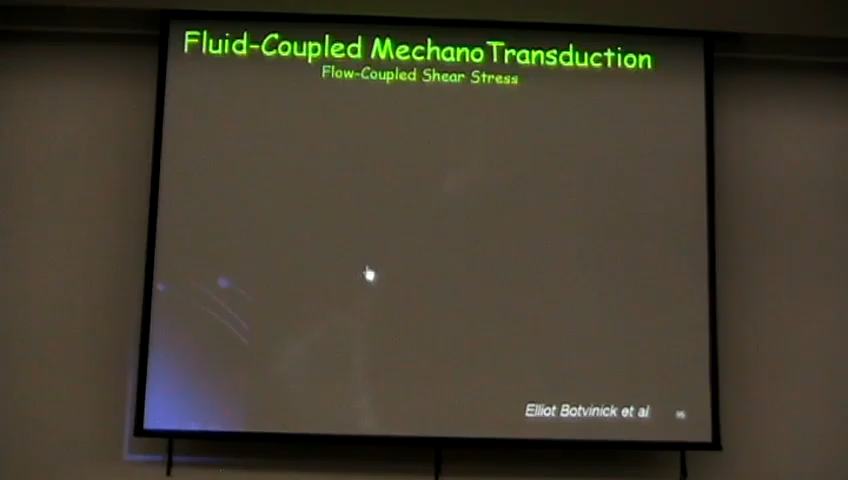 Fluid-Coupled MechanoTransduction
Flow-Coupled Shear Stress
Elliot Botvinick et al